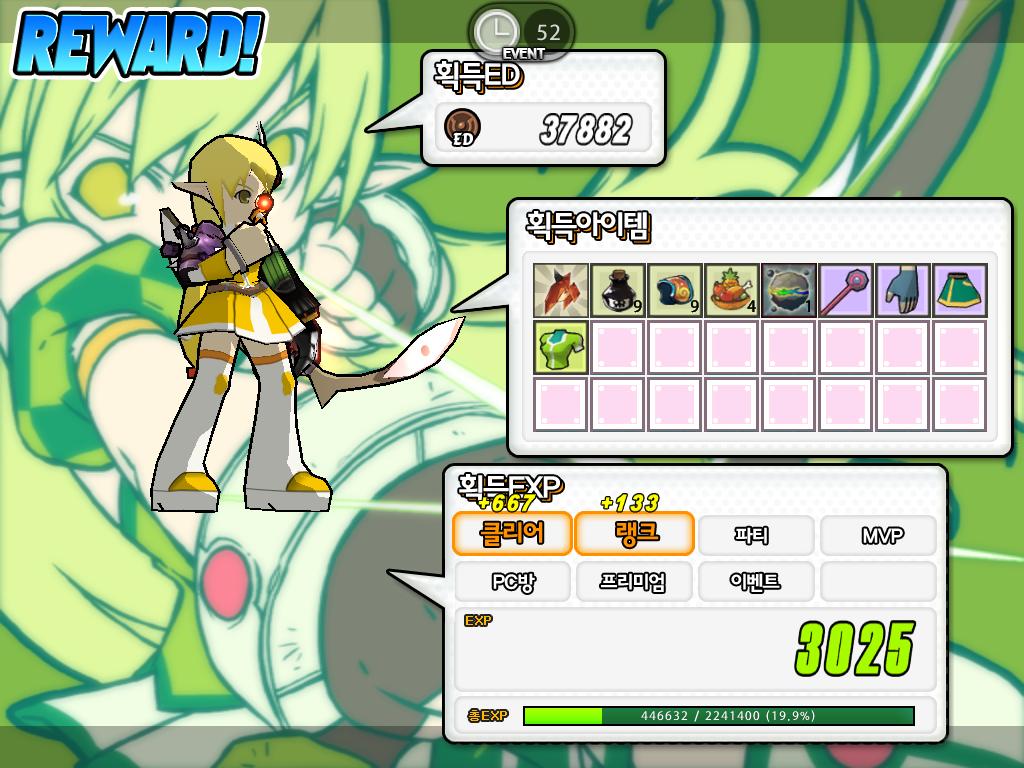 REWARD!
52
EVENT
획득ED
ED 37882
획득아이템
9 9 4 1
획득EXP
+667 +133
클리어 랭크 파티 MVP
PC방 프리미엄 이벤트
EXP
3025
총EXP 446632 / 2241400 (19.9%)